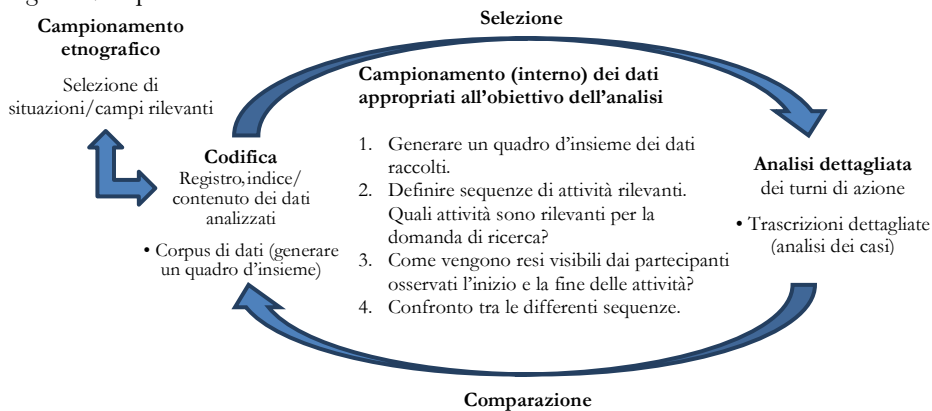 Selezione
Campionamento
etnografico
Selezione di
situazioni/campi rilevanti
Codifica
Registro,indice/
contenuto dei dati
analizzati
• Corpus di dati (generare
un quadro d'insieme)
Campionamento (interno) dei dati
appropriati all'obiettivo dell'analisi
1. Generare un quadro d'insieme dei dati
raccolti.
2. Definire sequenze di attività rilevanti.
Quali attività sono rilevanti per la
domanda di ricerca?
3. Come vengono resi visibili dai partecipanti
osservati l'inizio e la fine delle attività?
4. Confronto tra le differenti sequenze.
Analisi dettagliata
dei turni di azione
• Trascrizioni dettagliate
(analisi dei casi)
Comparazione